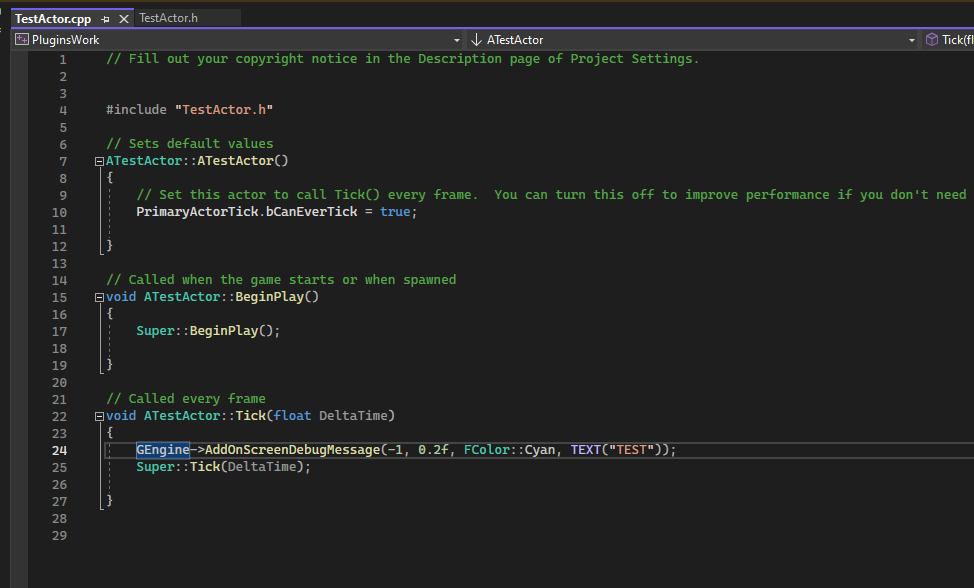 TestActor.cpp TestActor.h
PluginsWork ATestActor Tick(fl
1 // Fill out your copyright notice in the Description page of Project Settings.
2
3
4 #include "TestActor.h"
5
6 // Sets default values
7 ATestActor::ATestActor()
8 {
9 // Set this actor to call Tick() every frame.  You can turn this off to improve performance if you don't need
10 PrimaryActorTick.bCanEverTick = true;
11
12 }
13
14 // Called when the game starts or when spawned
15 void ATestActor::BeginPlay()
16 {
17 Super::BeginPlay();
18
19 }
20
21 // Called every frame
22 void ATestActor::Tick(float DeltaTime)
23 {
24 GEngine->AddOnScreenDebugMessage(-1, 0.2f, FColor::Cyan, TEXT("TEST"));
25 Super::Tick(DeltaTime);
26
27 }
28
29